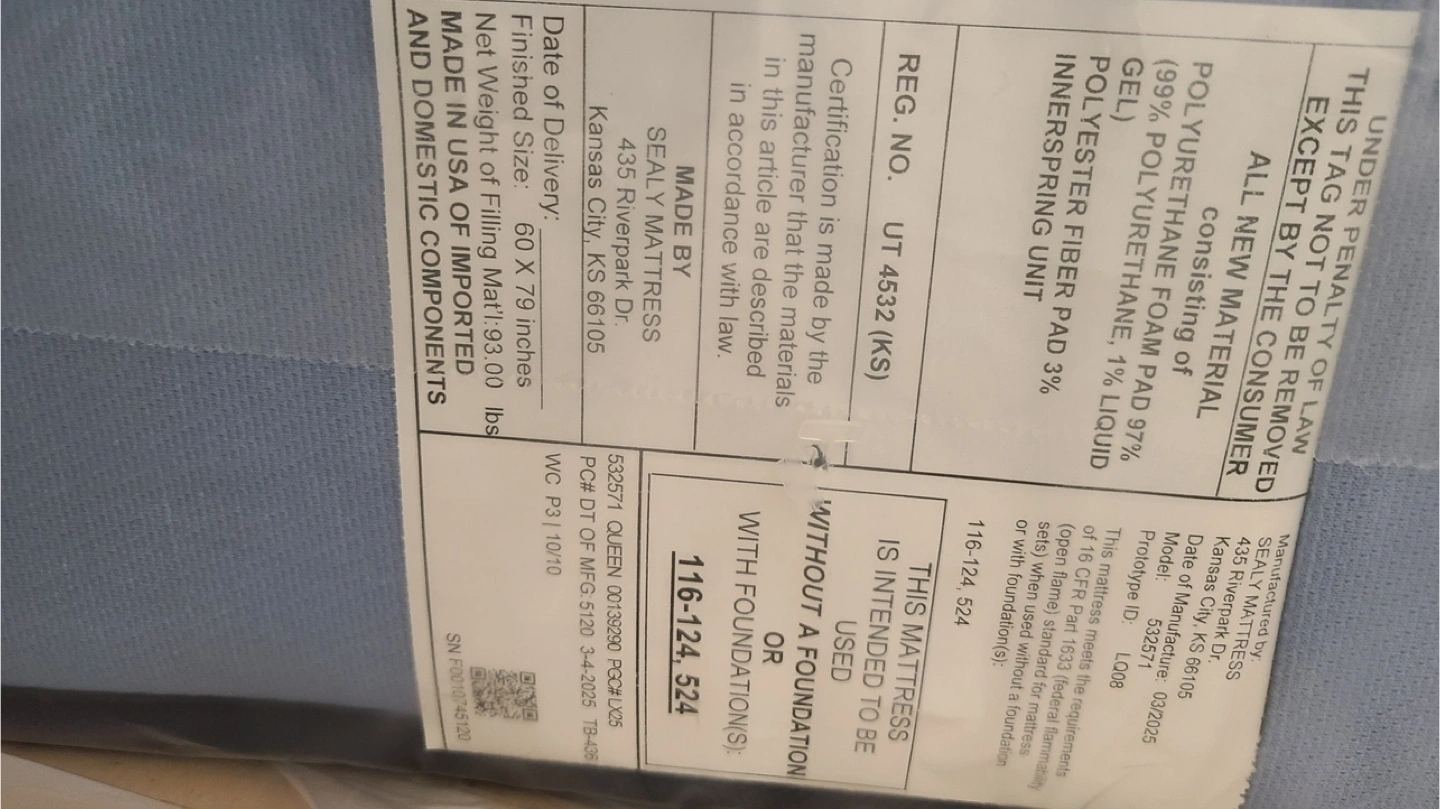 UNDER PENALTY OF LAW
THIS TAG NOT TO BE REMOVED
EXCEPT BY THE CONSUMER
ALL NEW MATERIAL
consisting of
POLYURETHANE FOAM PAD 97%
(99% POLYURETHANE, 1% LIQUID
GEL)
POLYESTER FIBER PAD 3%
INNERSPRING UNIT
REG. NO. UT 4532 (KS)
Certification is made by the
manufacturer that the materials
in this article are described
in accordance with law.
MADE BY
SEALY MATTRESS
435 Riverpark Dr.
Kansas City, KS 66105
Date of Delivery:
Finished Size: 60 X 79 inches
Net Weight of Filling Mat'l:93.00 lbs
MADE IN USA OF IMPORTED
AND DOMESTIC COMPONENTS
Manufactured by:
SEALY MATTRESS
435 Riverpark Dr.
Kansas City, KS 66105
Date of Manufacture: 03/2025
Model: 532571
Prototype ID: LQ08
This mattress meets the requirements
of 16 CFR Part 1633 (federal flammability
(open flame) standard for mattress
sets) when used without a foundation
or with foundation(s):
116-124, 524
THIS MATTRESS
IS INTENDED TO BE
USED
WITHOUT A FOUNDATION
OR
WITH FOUNDATION(S):
116-124, 524
532571 QUEEN 00139290 PGC# LX25
PC# DT OF MFG: 5120 3-4-2025 TB-436
WC P3 | 10/10
SN F0010745120